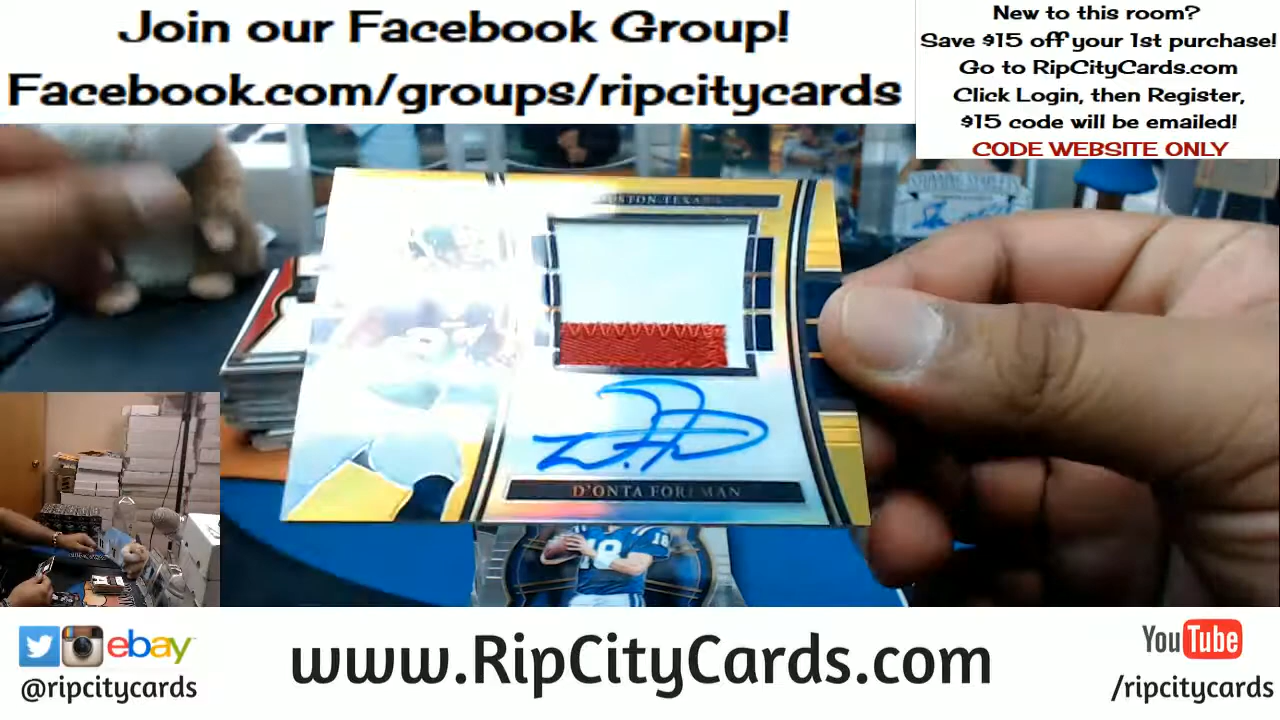 Join our Facebook Group!
Facebook.com/groups/ripcitycards
New to this room?
Save $15 off your 1st purchase!
Go to RipCityCards.com
Click Login, then Register,
$15 code will be emailed!
CODE WEBSITE ONLY
D'ONTA FOREMAN
18
18
ebay
@ripcitycards
www.RipCityCards.com
YouTube
/ripcitycards